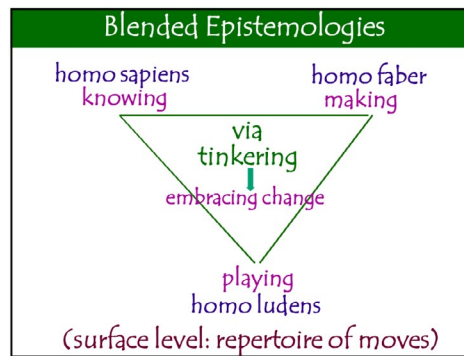 Blended Epistemologies
homo sapiens
knowing
homo faber
making
via
tinkering
embracing change
playing
homo ludens
(surface level: repertoire of moves)